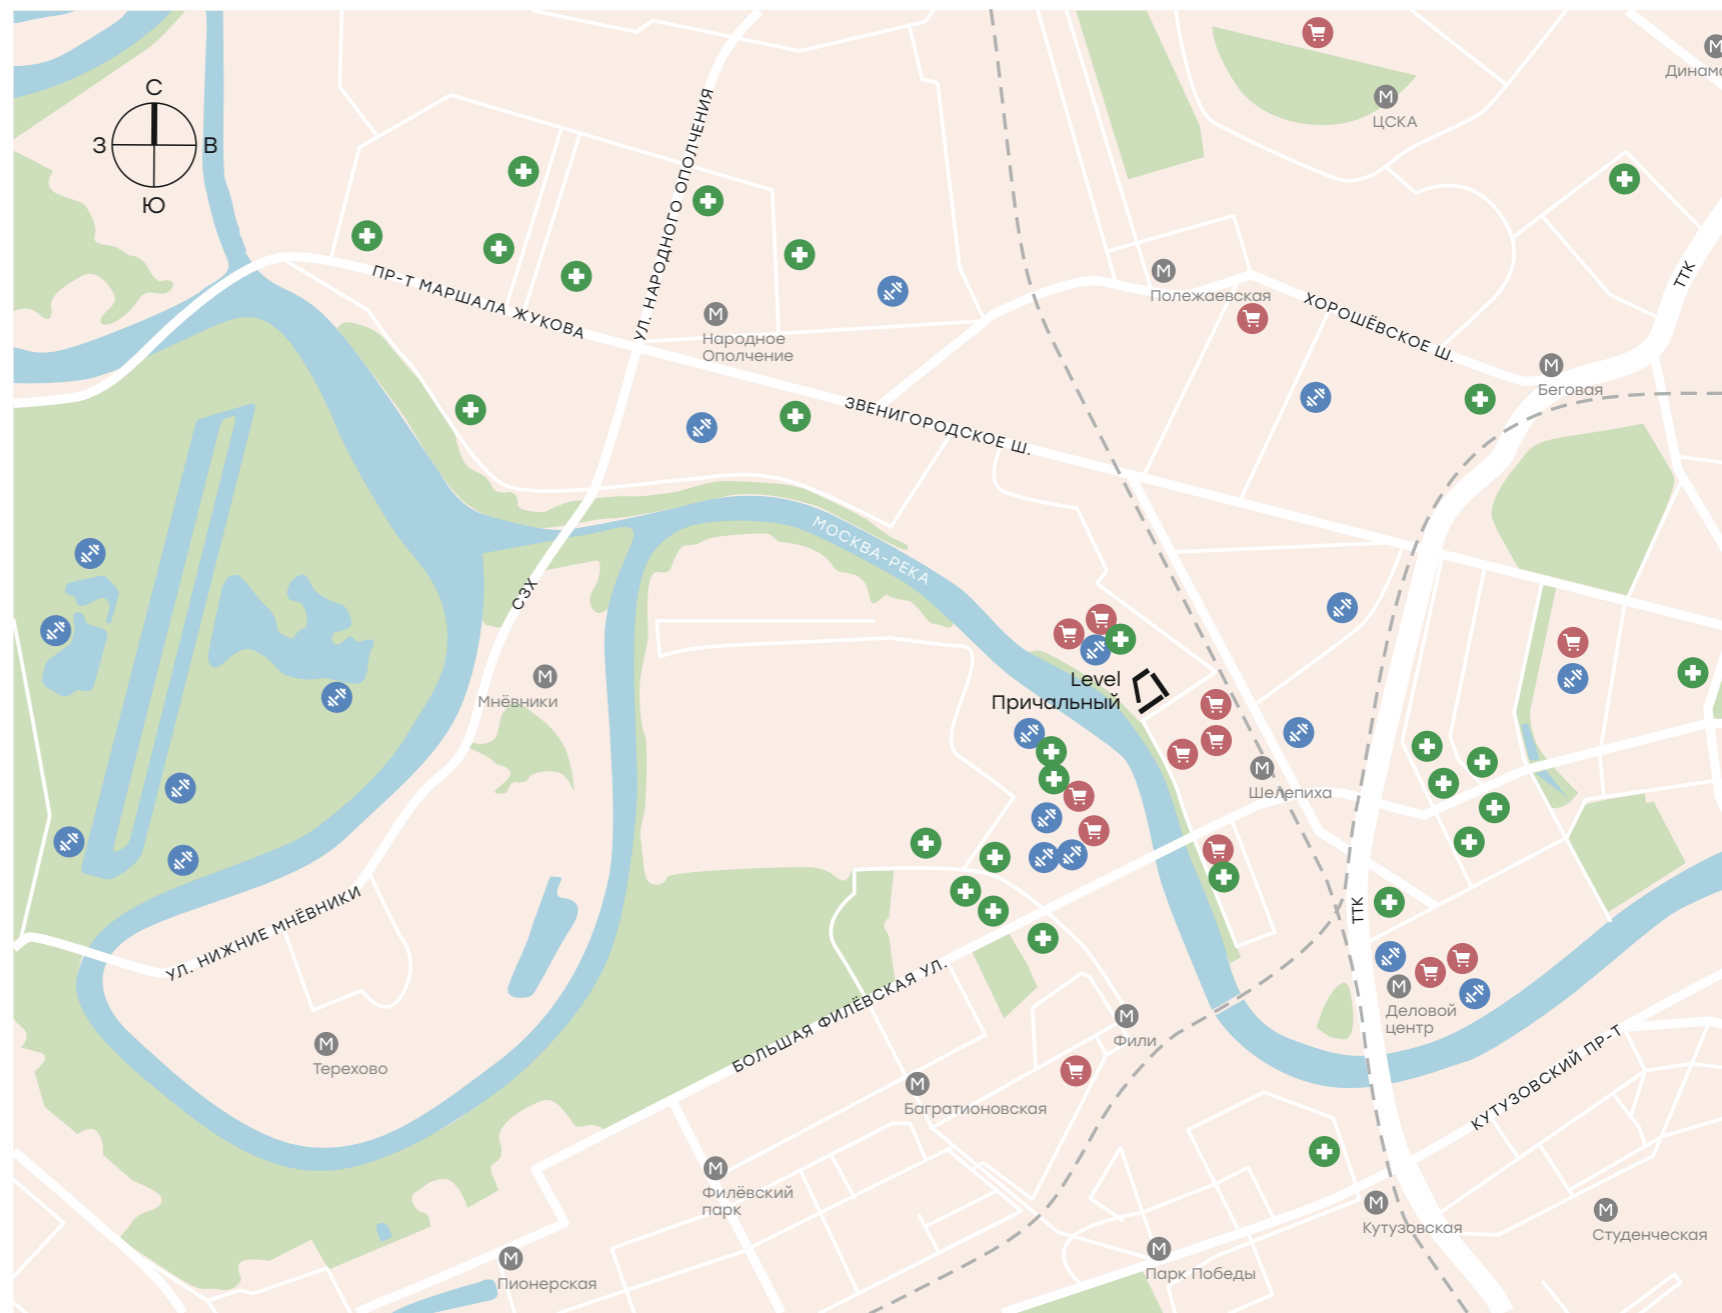 С
З
В
Ю
М
Динамо
М
ЦСКА
УЛ. НАРОДНОГО ОПОЛЧЕНИЯ
ПР-Т МАРШАЛА ЖУКОВА
М
Народное
Ополчение
М
Полежаевская
ХОРОШЁВСКОЕ Ш.
ТТК
М
Беговая
ЗВЕНИГОРОДСКОЕ Ш.
МОСКВА-РЕКА
СЗХ
М
Мнёвники
Level
Причальный
М
Шелепиха
УЛ. НИЖНИЕ МНЁВНИКИ
ТТК
М
Деловой
центр
БОЛЬШАЯ ФИЛЁВСКАЯ УЛ.
М
Фили
М
Терехово
КУТУЗОВСКИЙ ПР-Т
М
Багратионовская
М
Филёвский
парк
М
Кутузовская
М
Студенческая
М
Парк Победы
М
Пионерская